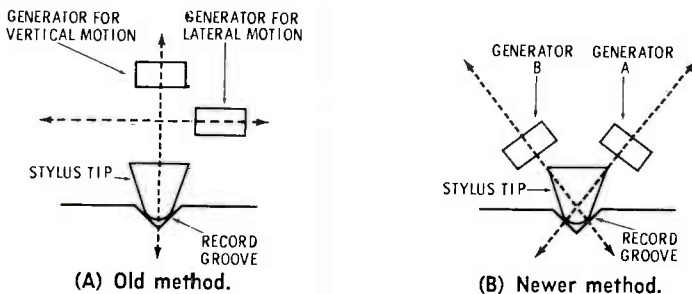 GENERATOR FOR
VERTICAL MOTION
GENERATOR FOR
LATERAL MOTION
STYLUS TIP
RECORD
GROOVE
(A) Old method.
GENERATOR
B
GENERATOR
A
STYLUS TIP
RECORD
GROOVE
(B) Newer method.